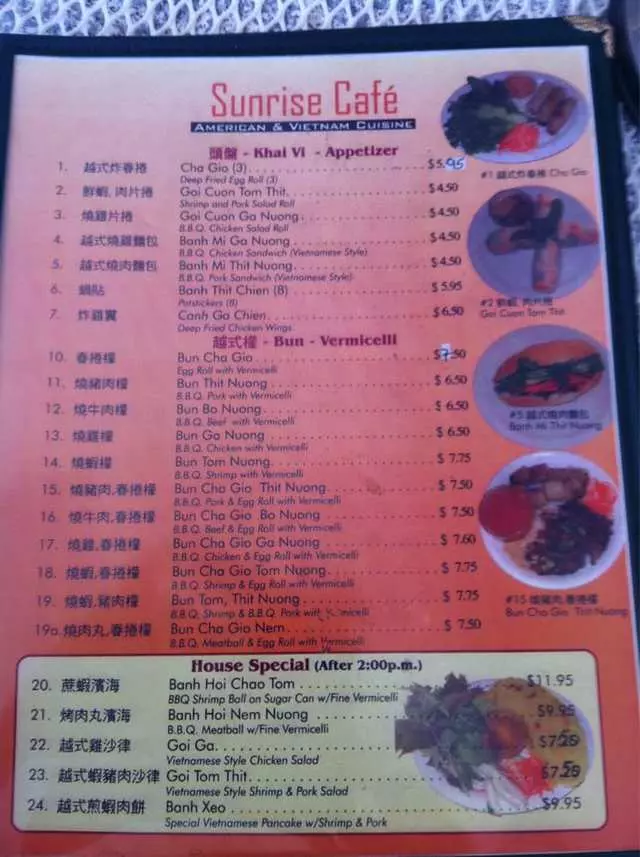 Sunrise Café
AMERICAN & VIETNAM CUISINE
頭盤 - Khai Vi - Appetizer
1. 越式炸春捲 Cha Gio (3) $5.95
Deep Fried Egg Roll (3)
2. 鮮蝦, 肉片捲 Goi Cuon Tom Thit $4.50
Shrimp and Pork Salad Roll
3. 燒雞片捲 Goi Cuon Ga Nuong $4.50
B.B.Q. Chicken Salad Roll
4. 越式燒雞麵包 Banh Mi Ga Nuong $4.50
B.B.Q. Chicken Sandwich (Vietnamese Style)
5. 越式燒肉麵包 Banh Mi Thit Nuong $4.50
B.B.Q. Pork Sandwich (Vietnamese Style)
6. 鍋貼 Banh Thit Chien (8) $5.95
Potstickers (8)
7. 炸雞翼 Canh Ga Chien $6.50
Deep Fried Chicken Wings
越式檬 - Bun - Vermicelli
10. 春捲檬 Bun Cha Gio $7.50
Egg Roll with Vermicelli
11. 燒豬肉檬 Bun Thit Nuong $6.50
B.B.Q. Pork with Vermicelli
12. 燒牛肉檬 Bun Bo Nuong $6.50
B.B.Q. Beef with Vermicelli
13. 燒雞檬 Bun Ga Nuong $6.50
B.B.Q. Chicken with Vermicelli
14. 燒蝦檬 Bun Tom Nuong $7.75
B.B.Q. Shrimp with Vermicelli
15. 燒豬肉,春捲檬 Bun Cha Gio Thit Nuong $7.50
B.B.Q. Pork & Egg Roll with Vermicelli
16. 燒牛肉,春捲檬 Bun Cha Gio Bo Nuong $7.50
B.B.Q. Beef & Egg Roll with Vermicelli
17. 燒雞,春捲檬 Bun Cha Gio Ga Nuong $7.60
B.B.Q. Chicken & Egg Roll with Vermicelli
18. 燒蝦,春捲檬 Bun Cha Gio Tom Nuong $7.75
B.B.Q. Shrimp & Egg Roll with Vermicelli
19. 燒蝦,豬肉檬 Bun Tom, Thit Nuong $7.75
B.B.Q. Shrimp & B.B.Q. Pork with Vermicelli
19a. 燒肉丸,春捲檬 Bun Cha Gio Nem $7.50
B.B.Q. Meatball & Egg Roll with Vermicelli
House Special (After 2:00p.m.)
20. 蔗蝦濱海 Banh Hoi Chao Tom $11.95
BBQ Shrimp Ball on Sugar Can w/Fine Vermicelli
21. 烤肉丸濱海 Banh Hoi Nem Nuong $9.95
B.B.Q. Meatball w/Fine Vermicelli
22. 越式雞沙律 Goi Ga $7.50
Vietnamese Style Chicken Salad
23. 越式蝦豬肉沙律 Goi Tom Thit $7.50
Vietnamese Style Shrimp & Pork Salad
24. 越式煎蝦肉餅 Banh Xeo $9.95
Special Vietnamese Pancake w/Shrimp & Pork
#1 越式炸春捲 Cha Gio
#2 鮮蝦, 肉片捲
Goi Cuon Tom Thit
#5 越式燒肉麵包
Banh Mi Thit Nuong
#15 燒豬肉,春捲檬
Bun Cha Gio Thit Nuong